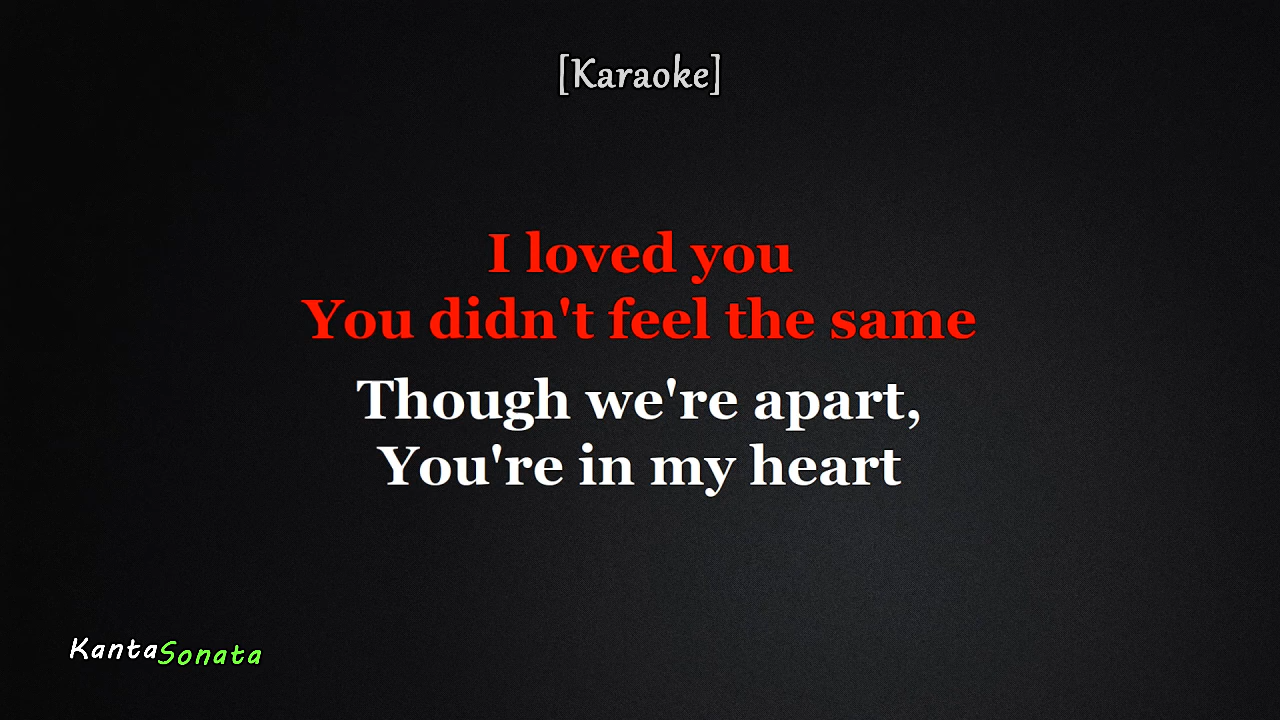 [Karaoke]
I loved you
You didn't feel the same
Though we're apart,
You're in my heart
KantaSonata